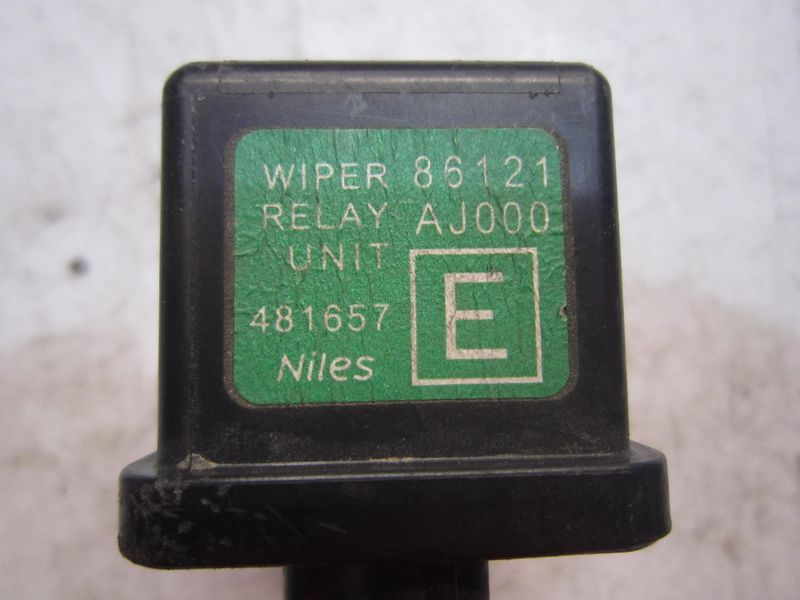 WIPER 86121
RELAY AJ000
UNIT
E
481657
Niles